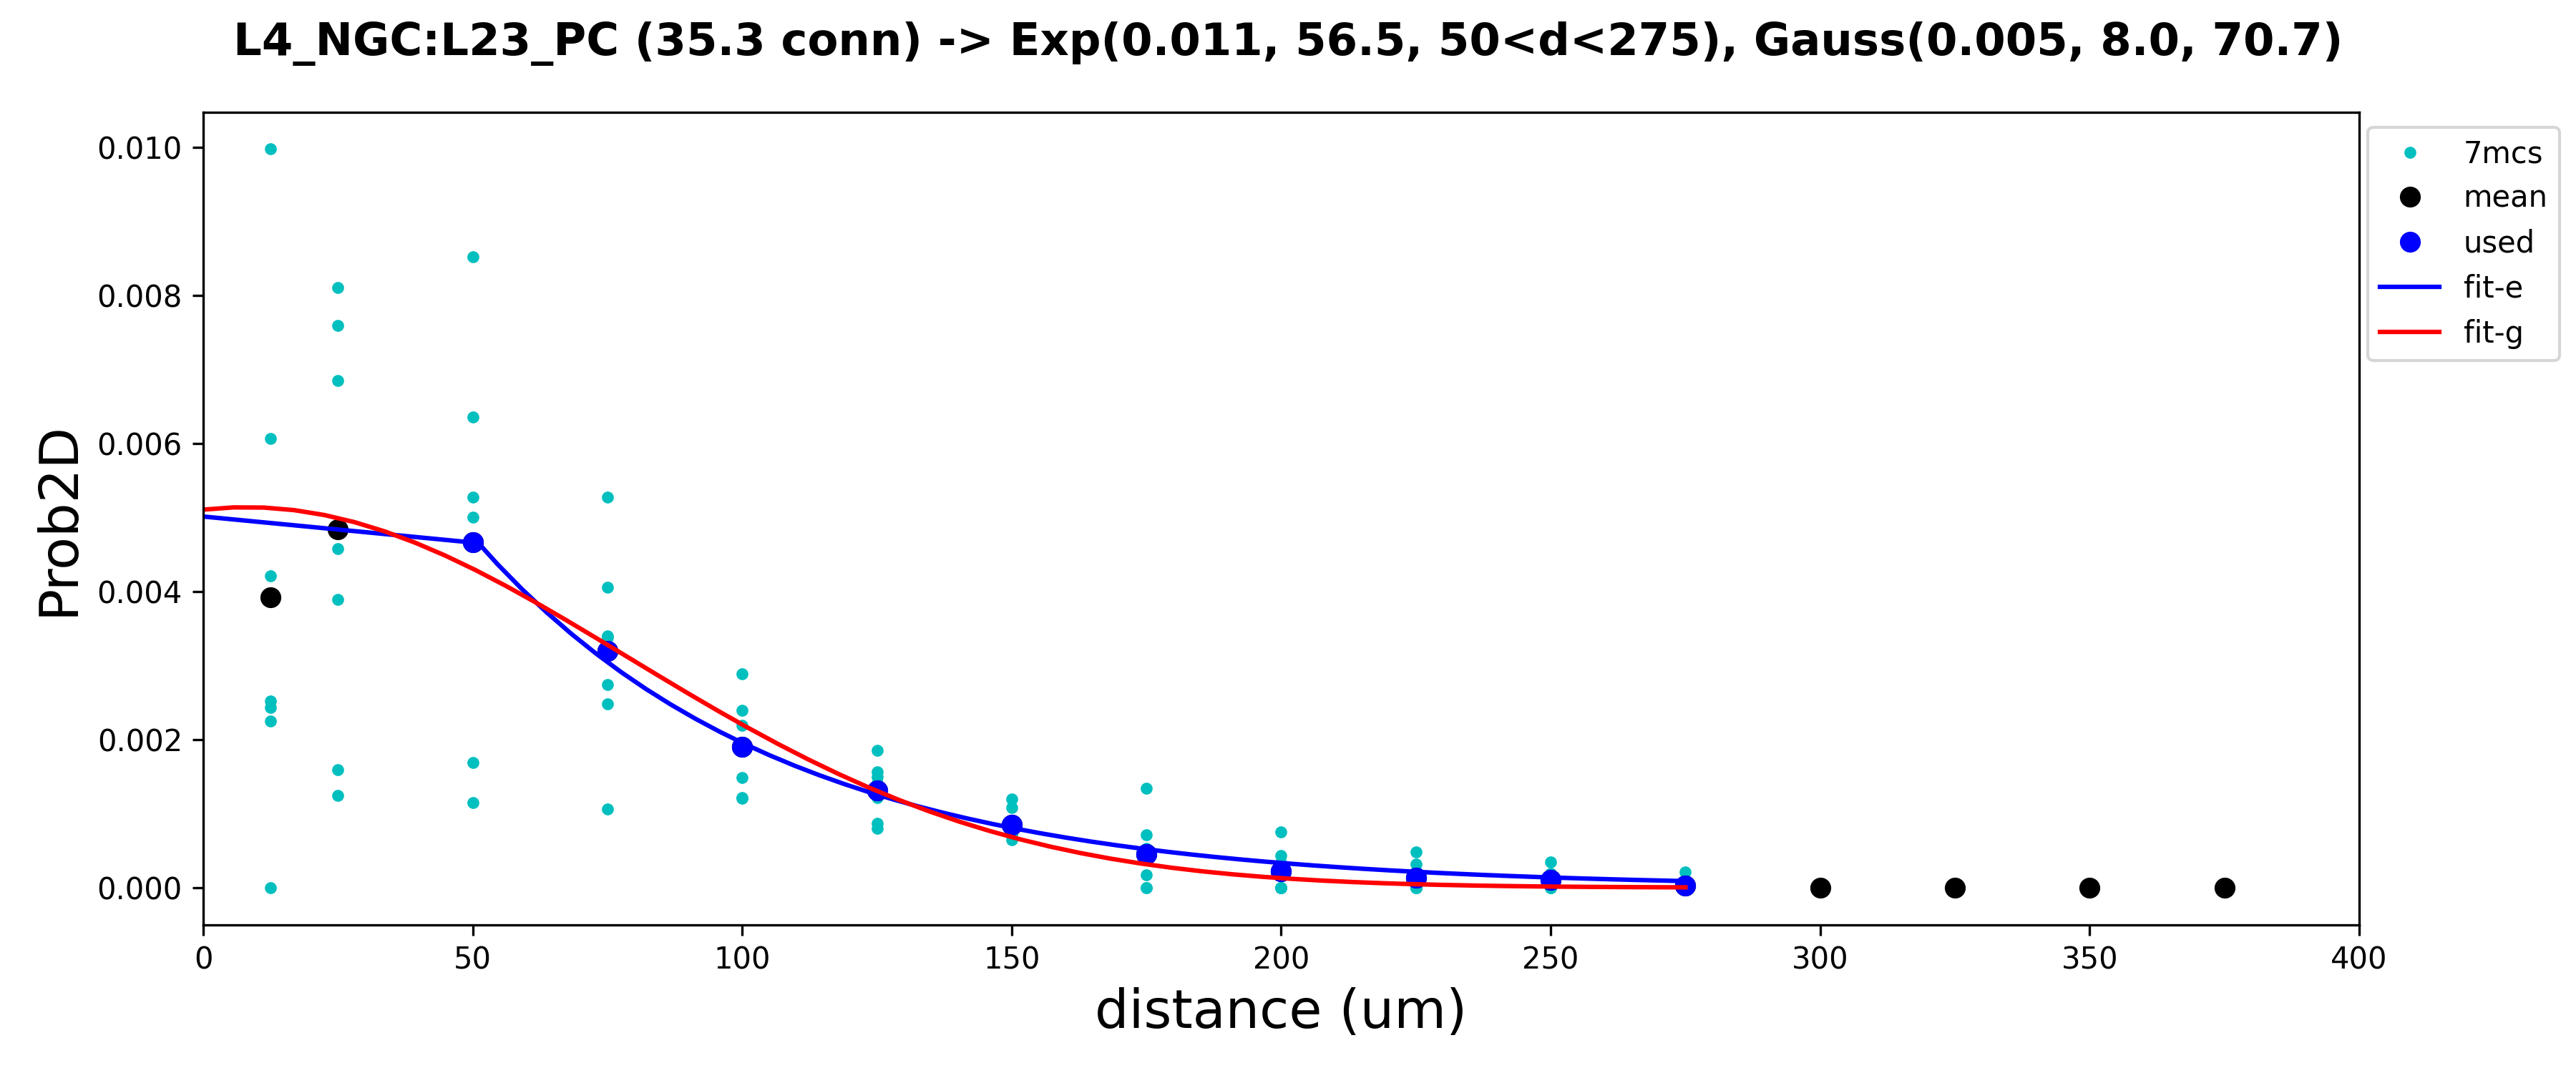 L4_NGC:L23_PC (35.3 conn) -> Exp(0.011, 56.5, 50<d<275), Gauss(0.005, 8.0, 70.7)
0.010
0.008
0.006
0.004
0.002
0.000
Prob2D
0 50 100 150 200 250 300 350 400
distance (um)
7mcs
mean
used
fit-e
fit-g